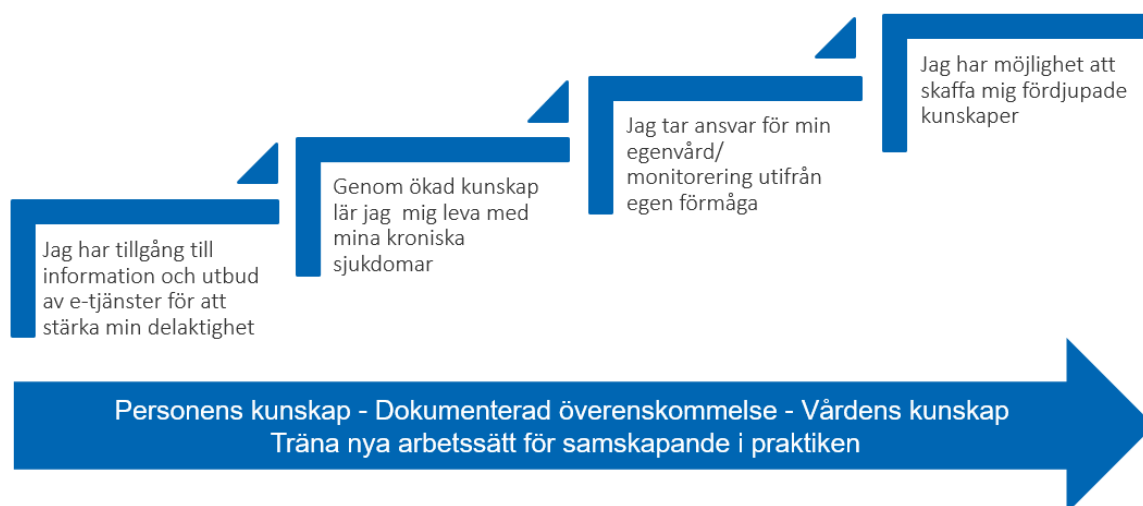 Jag har tillgång till
information och utbud
av e-tjänster för att
stärka min delaktighet
Genom ökad kunskap
lär jag  mig leva med
mina kroniska
sjukdomar
Jag tar ansvar för min
egenvård/
monitorering utifrån
egen förmåga
Jag har möjlighet att
skaffa mig fördjupade
kunskaper
Personens kunskap - Dokumenterad överenskommelse - Vårdens kunskap
Träna nya arbetssätt för samskapande i praktiken